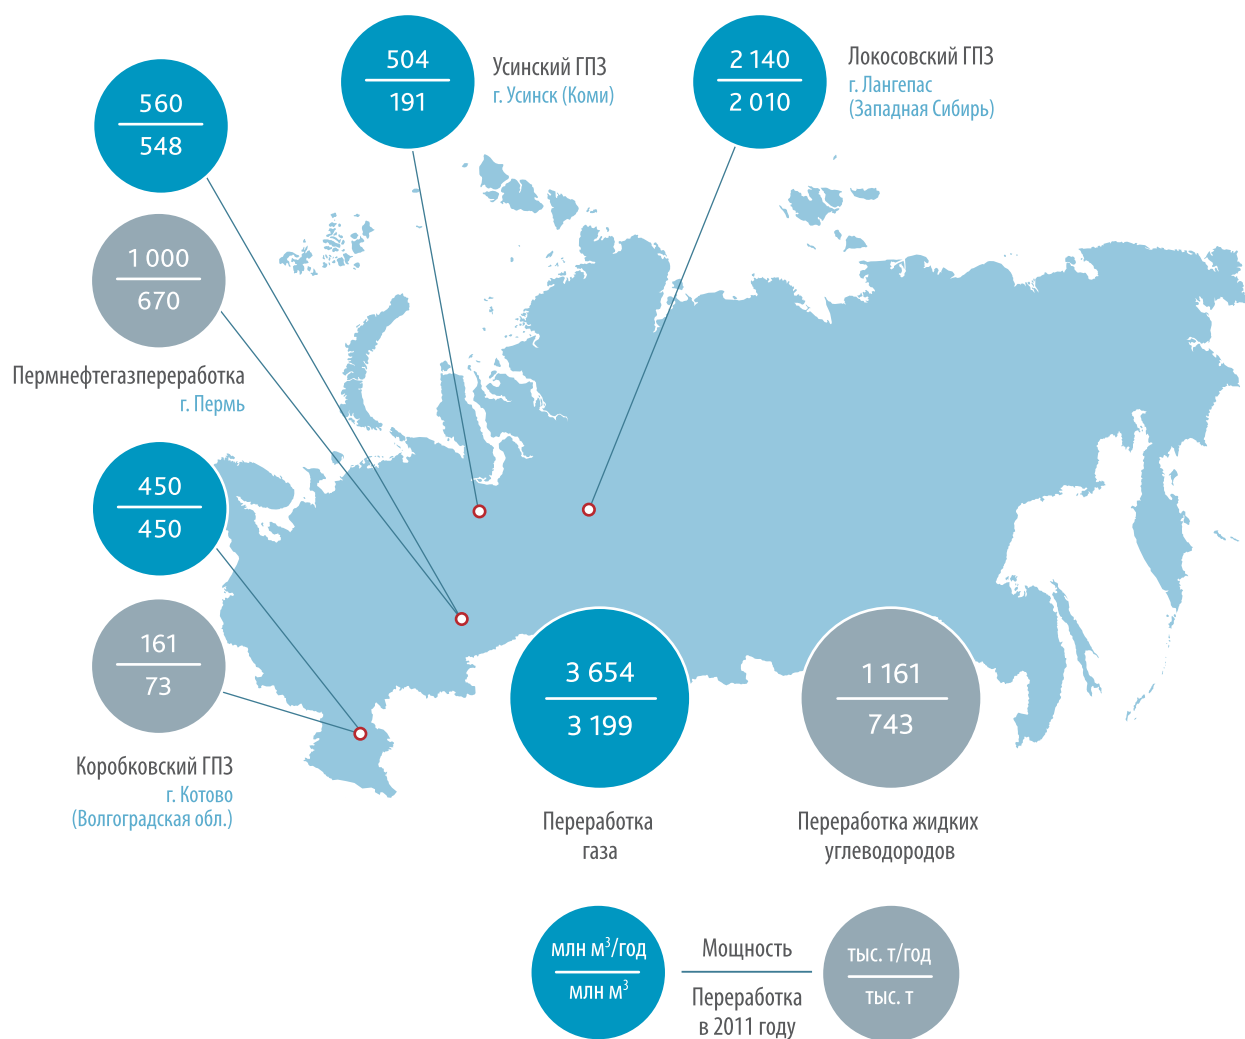 504
191
Усинский ГПЗ
г. Усинск (Коми)
2 140
2 010
Локосовский ГПЗ
г. Лангепас
(Западная Сибирь)
560
548
1 000
670
Пермнефтегазпереработка
г. Пермь
450
450
161
73
Коробковский ГПЗ
г. Котово
(Волгоградская обл.)
3 654
3 199
Переработка
газа
1 161
743
Переработка жидких
углеводородов
млн м³/год
млн м³
Мощность
Переработка
в 2011 году
тыс. т/год
тыс. т